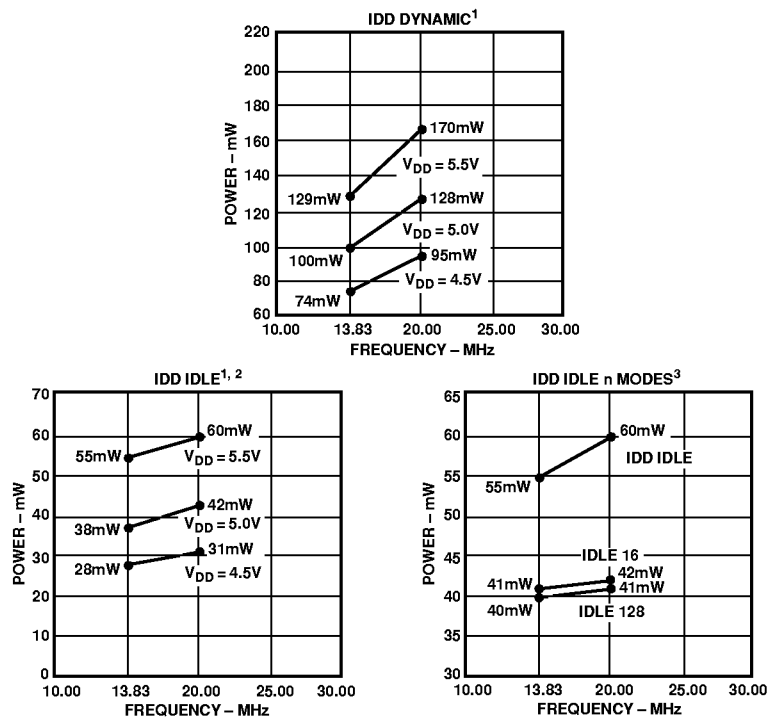 IDD DYNAMIC1
220
200
180
160
140
120
100
80
60
POWER – mW
170mW
VDD = 5.5V
129mW
128mW
VDD = 5.0V
100mW
95mW
VDD = 4.5V
74mW
10.00 13.83 20.00 25.00 30.00
FREQUENCY – MHz
IDD IDLE1, 2
70
60
50
40
30
20
10
0
POWER – mW
60mW
55mW
VDD = 5.5V
42mW
38mW
VDD = 5.0V
31mW
28mW
VDD = 4.5V
10.00 13.83 20.00 25.00 30.00
FREQUENCY – MHz
IDD IDLE n MODES3
65
60
55
50
45
40
35
30
POWER – mW
60mW
IDD IDLE
55mW
IDLE 16
42mW
41mW
41mW
40mW
IDLE 128
10.00 13.83 20.00 25.00 30.00
FREQUENCY – MHz